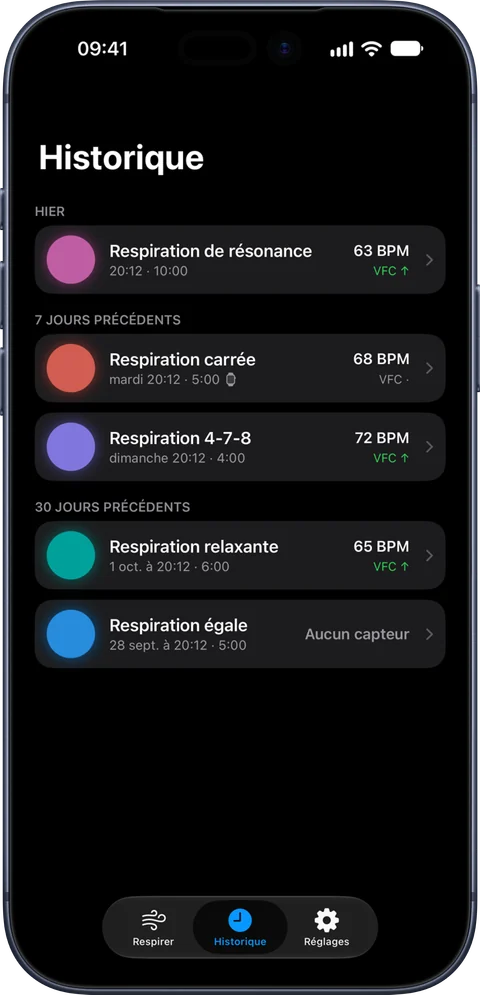 09:41
Historique
HIER
Respiration de résonance
63 BPM
20:12 · 10:00
VFC ↑
7 JOURS PRÉCÉDENTS
Respiration carrée
68 BPM
mardi 20:12 · 5:00
VFC ·
Respiration 4-7-8
72 BPM
dimanche 20:12 · 4:00
VFC ↑
30 JOURS PRÉCÉDENTS
Respiration relaxante
65 BPM
1 oct. à 20:12 · 6:00
VFC ↑
Respiration égale
Aucun capteur
28 sept. à 20:12 · 5:00
Respirer
Historique
Réglages